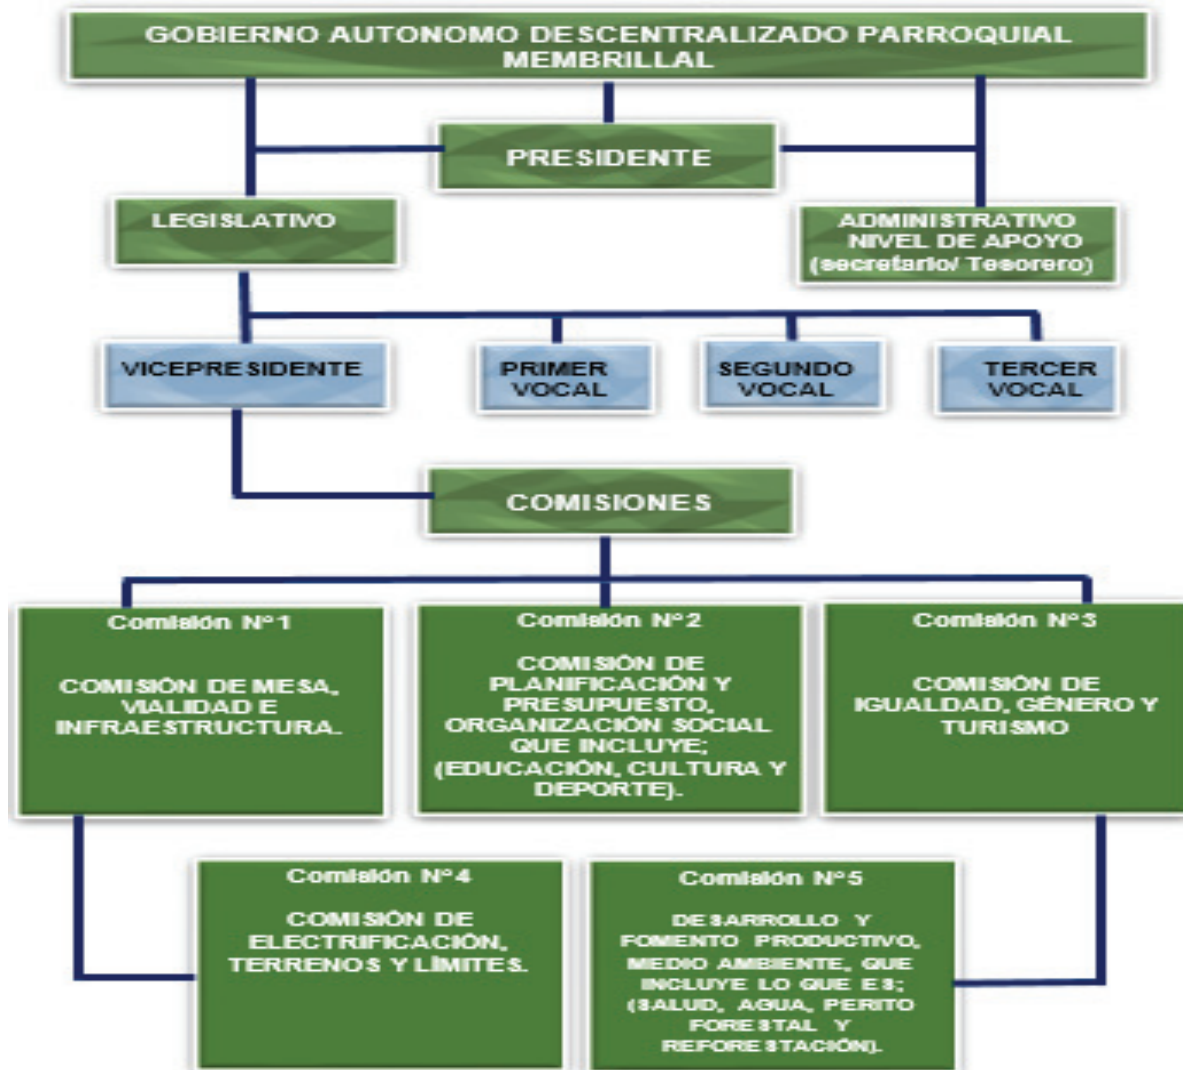 GOBIERNO AUTONOMO DESCENTRALIZADO PARROQUIAL
MEMBRILLAL
PRESIDENTE
LEGISLATIVO
ADMINISTRATIVO
NIVEL DE APOYO
(secretario/ Tesorero)
VICEPRESIDENTE
PRIMER
VOCAL
SEGUNDO
VOCAL
TERCER
VOCAL
COMISIONES
Comisión N°1
COMISIÓN DE MESA,
VIALIDAD E
INFRAESTRUCTURA.
Comisión N°2
COMISIÓN DE
PLANIFICACIÓN Y
PRESUPUESTO,
ORGANIZACIÓN SOCIAL
QUE INCLUYE;
(EDUCACIÓN, CULTURA Y
DEPORTE).
Comisión N°3
COMISIÓN DE
IGUALDAD, GÉNERO Y
TURISMO
Comisión N°4
COMISIÓN DE
ELECTRIFICACIÓN,
TERRENOS Y LÍMITES.
Comisión N°5
DESARROLLO Y
FOMENTO PRODUCTIVO,
MEDIO AMBIENTE, QUE
INCLUYE LO QUE ES;
(SALUD, AGUA, PERITO
FORESTAL Y
REFORESTACIÓN).